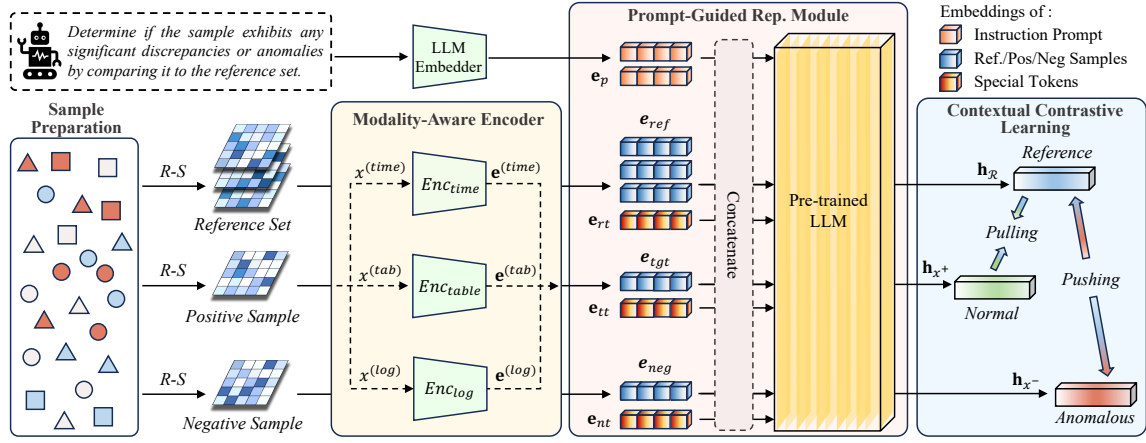 Determine if the sample exhibits any
significant discrepancies or anomalies
by comparing it to the reference set.
LLM
Embedder
Prompt-Guided Rep. Module
Embeddings of :
Instruction Prompt
Ref./Pos/Neg Samples
Special Tokens
Sample
Preparation
R-S
Reference Set
R-S
Positive Sample
R-S
Negative Sample
Modality-Aware Encoder
x^(time)
Enc_time
e^(time)
x^(tab)
Enc_table
e^(tab)
x^(log)
Enc_log
e^(log)
e_p
e_ref
e_rt
e_tgt
e_tt
e_neg
e_nt
Concatenate
Pre-trained
LLM
Contextual Contrastive
Learning
h_ℛ
Reference
Pulling
h_x⁺
Normal
Pushing
h_x⁻
Anomalous